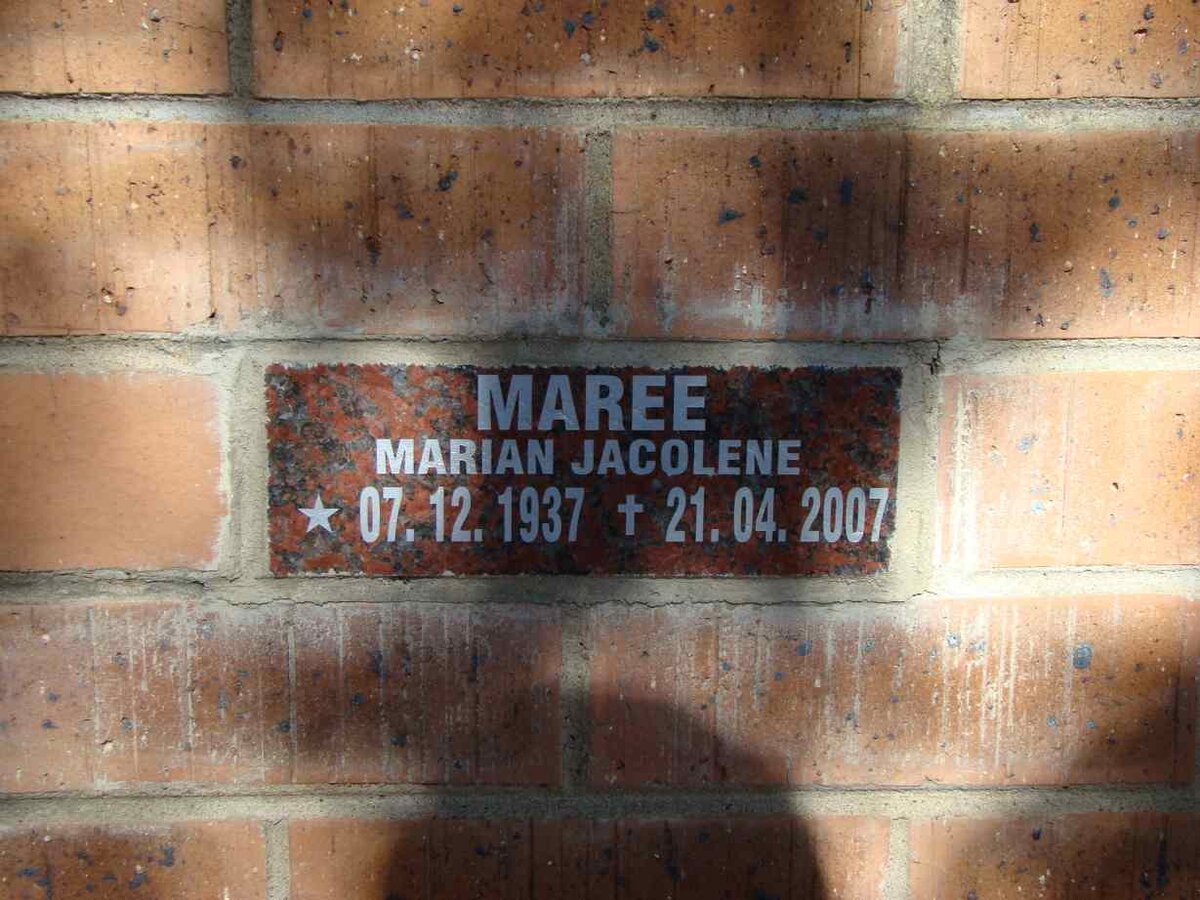 MAREE
MARIAN JACOLENE
★ 07. 12. 1937 ✝ 21. 04. 2007